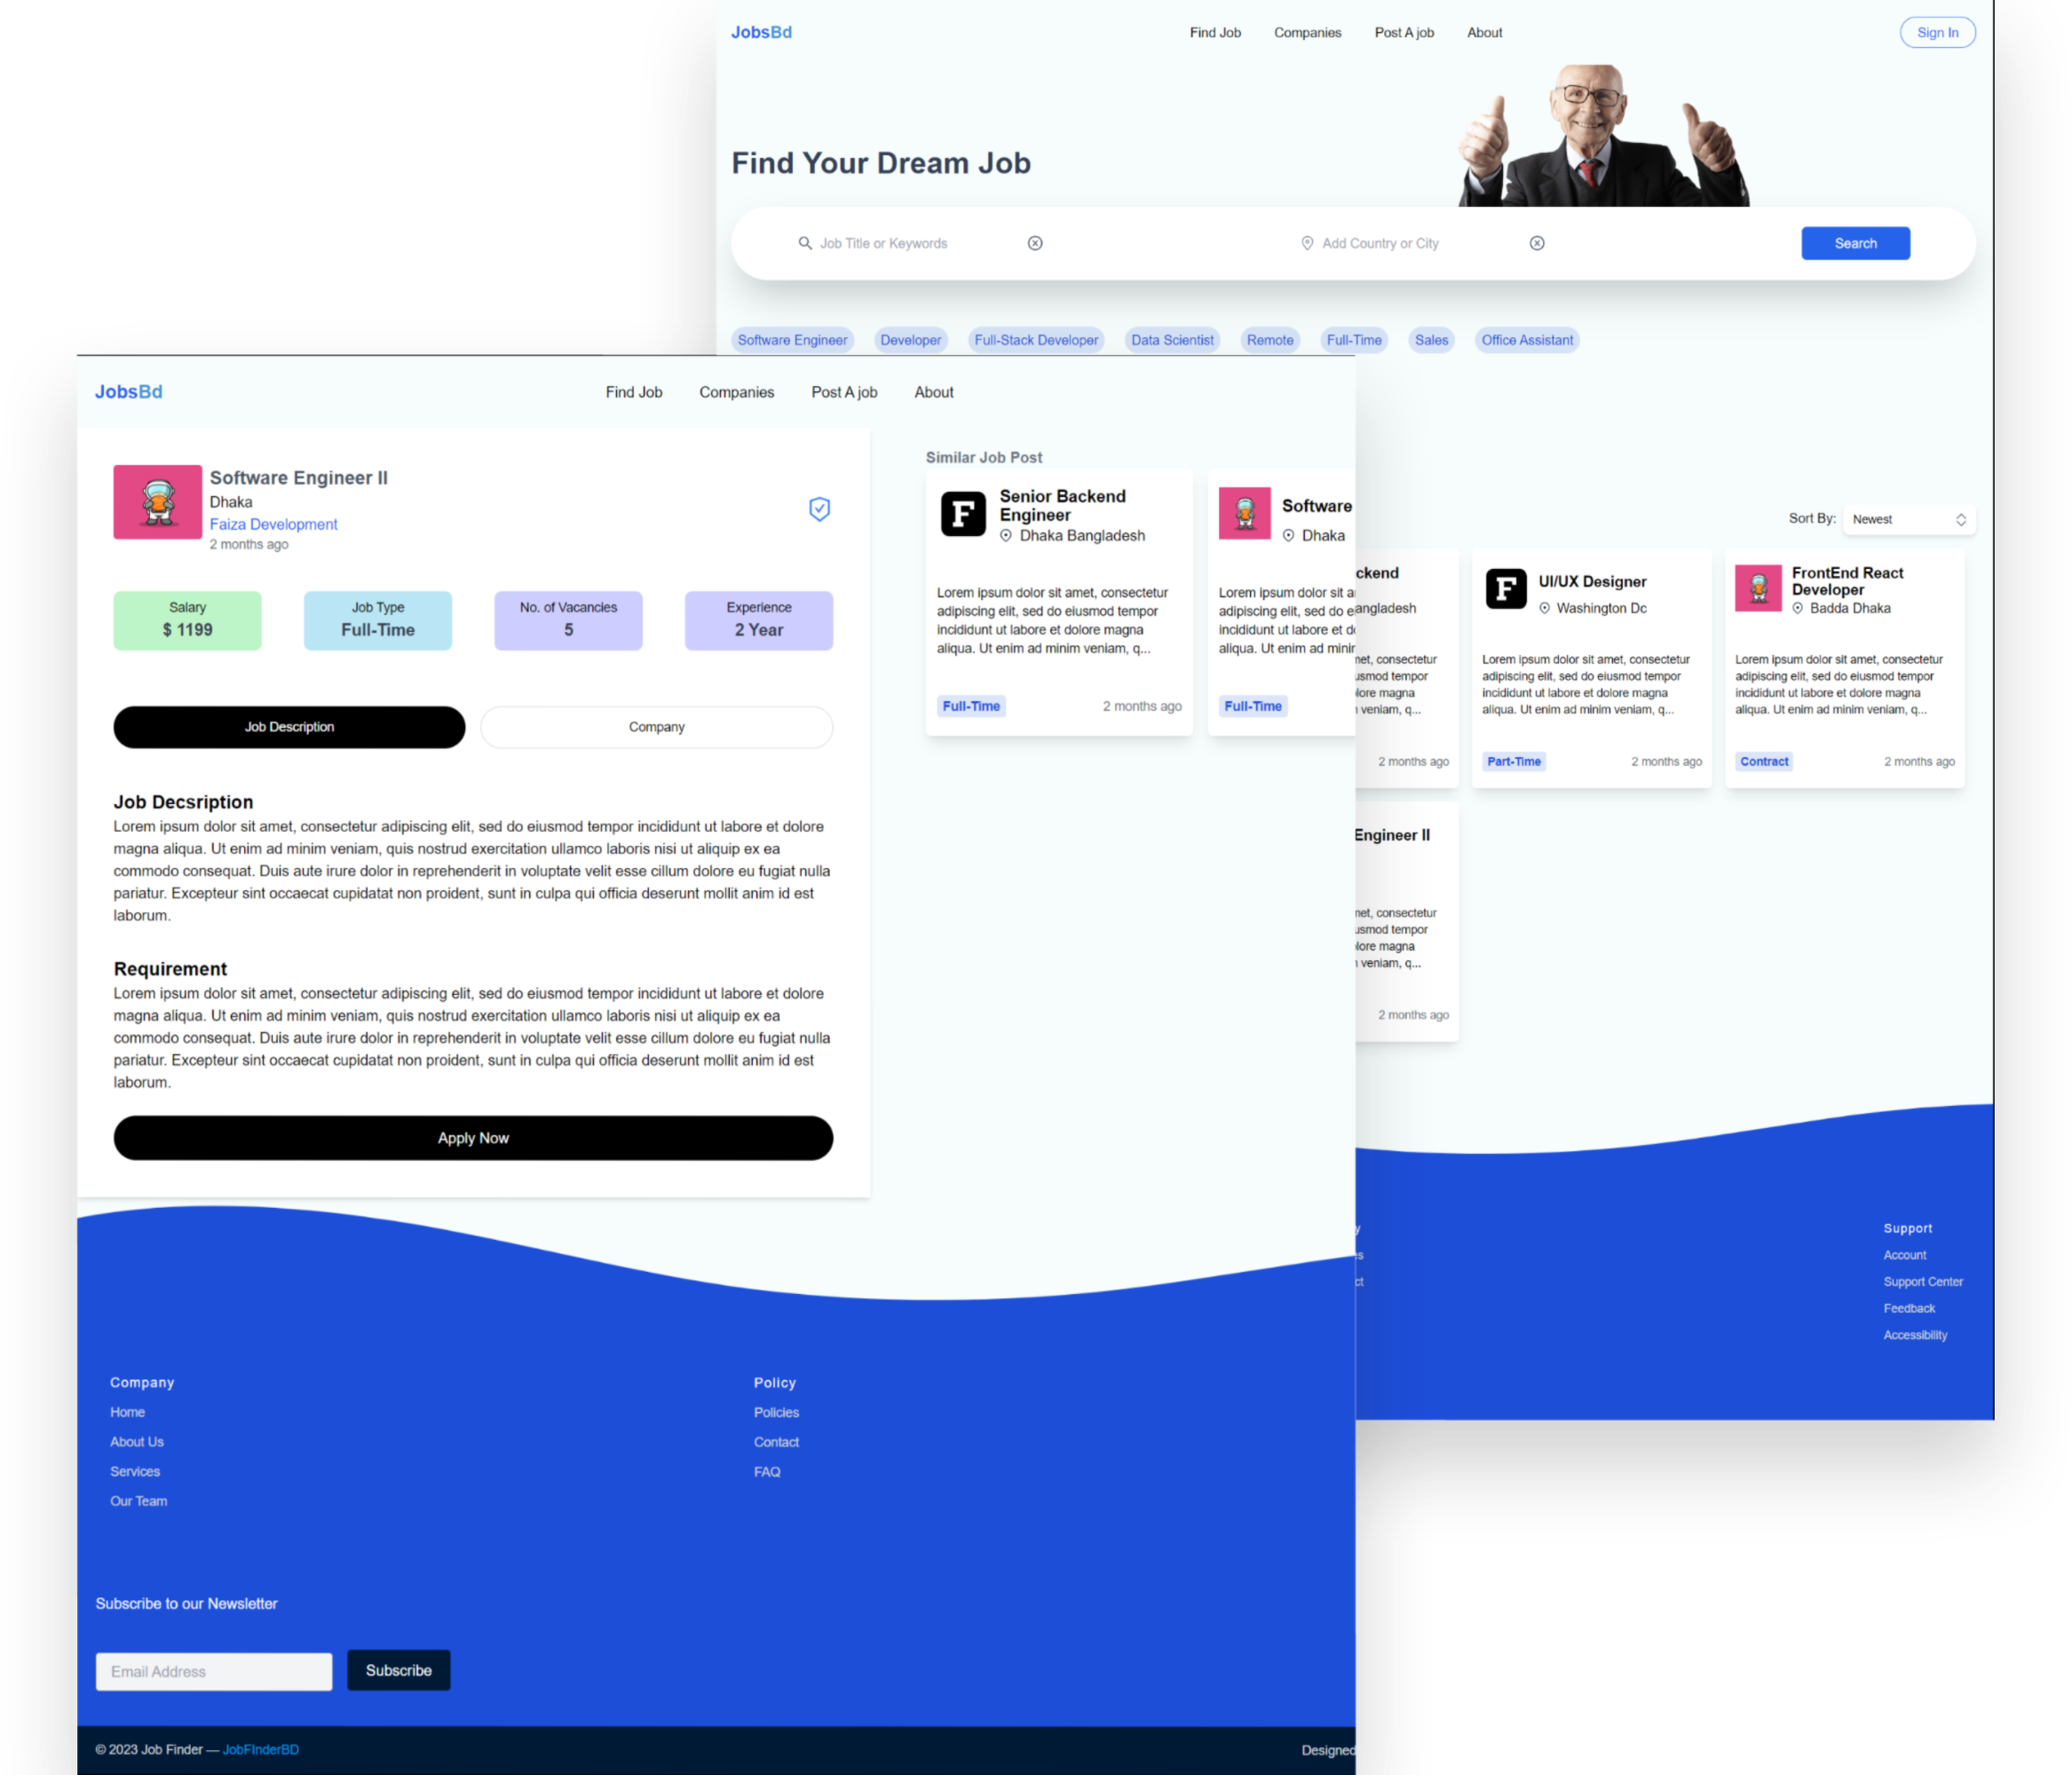 JobsBd
Find Job
Companies
Post A job
About
Sign In
Find Your Dream Job
Job Title or Keywords
Add Country or City
Search
Software Engineer
Developer
Full-Stack Developer
Data Scientist
Remote
Full-Time
Sales
Office Assistant
Sort By:
Newest
ckend
angladesh
net, consectetur
usmod tempor
lore magna
veniam, q...
2 months ago
F
UI/UX Designer
Washington Dc
Lorem ipsum dolor sit amet, consectetur
adipiscing elit, sed do eiusmod tempor
incididunt ut labore et dolore magna
aliqua. Ut enim ad minim veniam, q...
Part-Time
2 months ago
FrontEnd React
Developer
Badda Dhaka
Lorem ipsum dolor sit amet, consectetur
adipiscing elit, sed do eiusmod tempor
incididunt ut labore et dolore magna
aliqua. Ut enim ad minim veniam, q...
Contract
2 months ago
Engineer II
net, consectetur
usmod tempor
lore magna
veniam, q...
2 months ago
y
s
ct
Support
Account
Support Center
Feedback
Accessibility
JobsBd
Find Job
Companies
Post A job
About
Software Engineer II
Dhaka
Faiza Development
2 months ago
Salary
$ 1199
Job Type
Full-Time
No. of Vacancies
5
Experience
2 Year
Job Description
Company
Job Decsription
Lorem ipsum dolor sit amet, consectetur adipiscing elit, sed do eiusmod tempor incididunt ut labore et dolore
magna aliqua. Ut enim ad minim veniam, quis nostrud exercitation ullamco laboris nisi ut aliquip ex ea
commodo consequat. Duis aute irure dolor in reprehenderit in voluptate velit esse cillum dolore eu fugiat nulla
pariatur. Excepteur sint occaecat cupidatat non proident, sunt in culpa qui officia deserunt mollit anim id est
laborum.
Requirement
Lorem ipsum dolor sit amet, consectetur adipiscing elit, sed do eiusmod tempor incididunt ut labore et dolore
magna aliqua. Ut enim ad minim veniam, quis nostrud exercitation ullamco laboris nisi ut aliquip ex ea
commodo consequat. Duis aute irure dolor in reprehenderit in voluptate velit esse cillum dolore eu fugiat nulla
pariatur. Excepteur sint occaecat cupidatat non proident, sunt in culpa qui officia deserunt mollit anim id est
laborum.
Apply Now
Similar Job Post
F
Senior Backend
Engineer
Dhaka Bangladesh
Lorem ipsum dolor sit amet, consectetur
adipiscing elit, sed do eiusmod tempor
incididunt ut labore et dolore magna
aliqua. Ut enim ad minim veniam, q...
Full-Time
2 months ago
Software
Dhaka
Lorem ipsum dolor sit a
adipiscing elit, sed do e
incididunt ut labore et d
aliqua. Ut enim ad mini
Full-Time
Company
Home
About Us
Services
Our Team
Policy
Policies
Contact
FAQ
Subscribe to our Newsletter
Email Address
Subscribe
© 2023 Job Finder — JobFInderBD
Designed